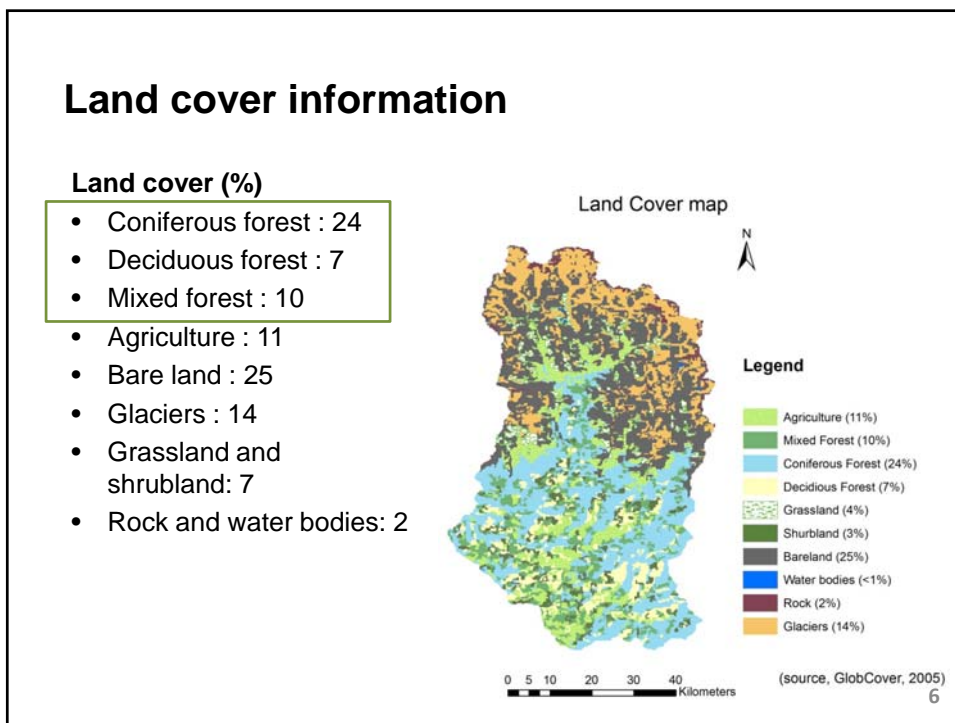 Land cover information
Land cover (%)
• Coniferous forest : 24
• Deciduous forest : 7
• Mixed forest : 10
• Agriculture : 11
• Bare land : 25
• Glaciers : 14
• Grassland and
shrubland: 7
• Rock and water bodies: 2
Land Cover map
N
Legend
Agriculture (11%)
Mixed Forest (10%)
Coniferous Forest (24%)
Decidious Forest (7%)
Grassland (4%)
Shurbland (3%)
Bareland (25%)
Water bodies (<1%)
Rock (2%)
Glaciers (14%)
0 5 10 20 30 40
Kilometers
(source, GlobCover, 2005)
6